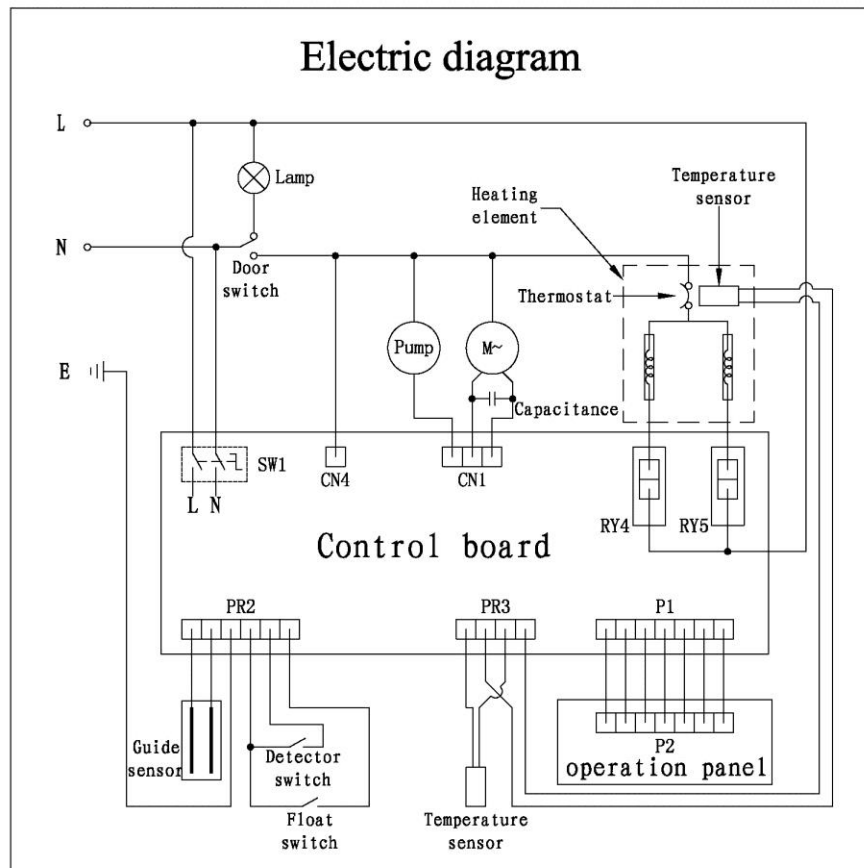 Electric diagram
L
Lamp
Heating
element
Temperature
sensor
N
Door
switch
Thermostat
E
Pump
M~
Capacitance
SW1
L N
CN4
CN1
RY4
RY5
Control board
PR2
PR3
P1
Guide
sensor
Detector
switch
Float
switch
Temperature
sensor
P2
operation panel